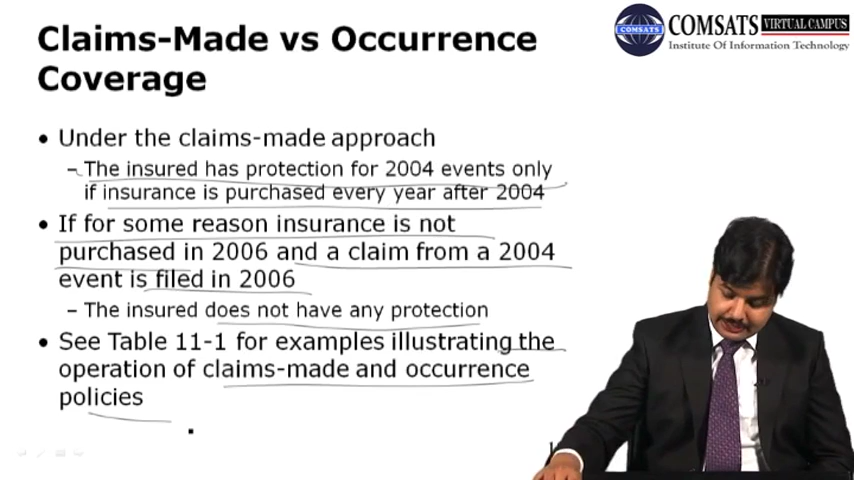 Claims-Made vs Occurrence
Coverage
COMSATS VIRTUAL CAMPUS
COMSATS
Institute Of Information Technology
• Under the claims-made approach
– The insured has protection for 2004 events only
if insurance is purchased every year after 2004
• If for some reason insurance is not
purchased in 2006 and a claim from a 2004
event is filed in 2006
– The insured does not have any protection
• See Table 11-1 for examples illustrating the
operation of claims-made and occurrence
policies